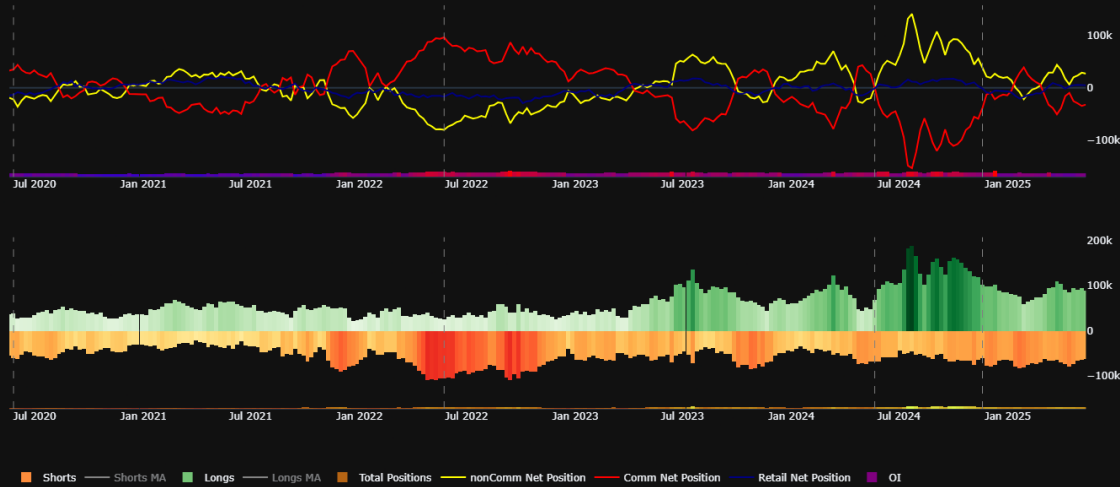 100k
0
−100k
Jul 2020 Jan 2021 Jul 2021 Jan 2022 Jul 2022 Jan 2023 Jul 2023 Jan 2024 Jul 2024 Jan 2025
200k
100k
0
−100k
Jul 2020 Jan 2021 Jul 2021 Jan 2022 Jul 2022 Jan 2023 Jul 2023 Jan 2024 Jul 2024 Jan 2025
Shorts Shorts MA Longs Longs MA Total Positions nonComm Net Position Comm Net Position Retail Net Position OI